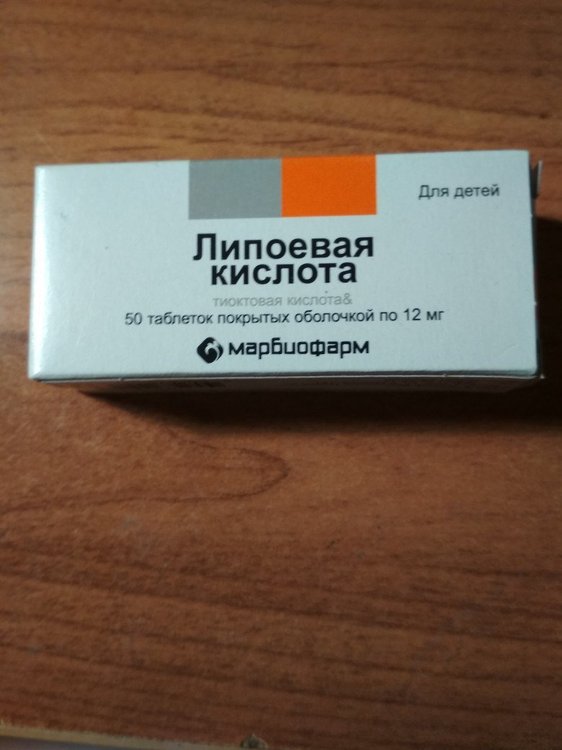 Для детей
Липоевая
кислота
тиоктовая кислота&
50 таблеток покрытых оболочкой по 12 мг
марбиофарм